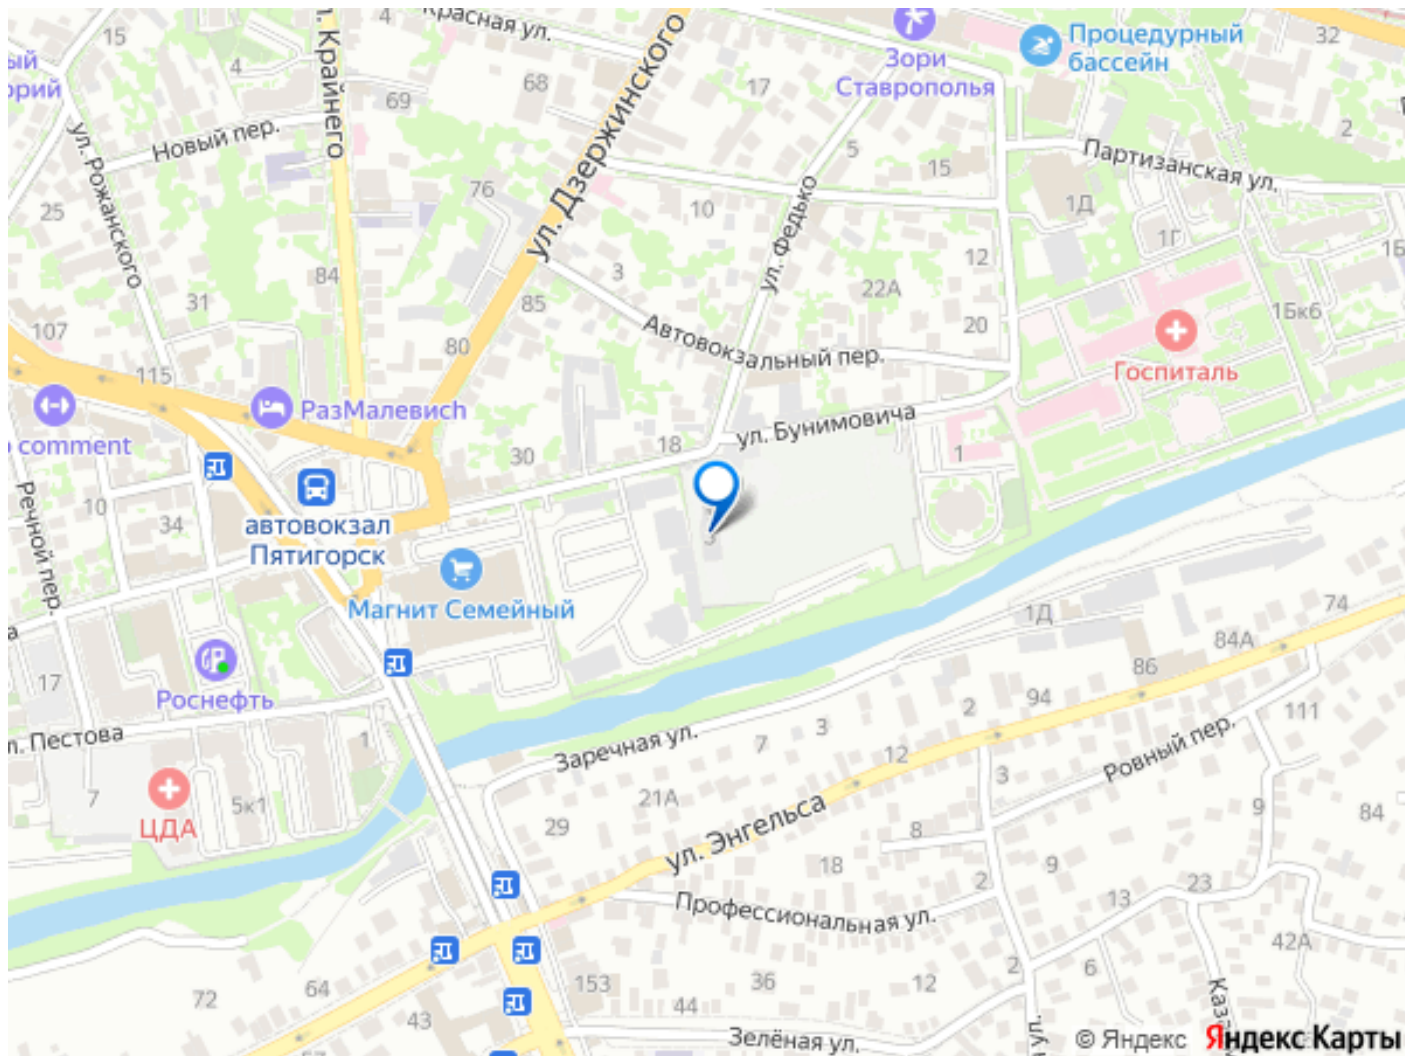 15
Красная ул.
Крайнего
ул. Дзержинского
68
69
4
17
Зори
Ставрополья
Процедурный
бассейн
32
2
ул. Рожанского
Новый пер.
76
5
15
Партизанская ул.
1Д
1Г
1Б
25
10
ул. Федько
12
84
31
3
85
22А
20
1Бк6
107
80
Автовокзальный пер.
Госпиталь
115
РазМалевич
comment
18
ул. Бунимовича
1
30
Речной пер.
10
34
автовокзал
Пятигорск
3
Магнит Семейный
17
Роснефть
1Д
74
84А
86
94
2
111
Пестова
1
Заречная ул.
7
3
12
Ровный пер.
3
7
ЦДА
5к1
21А
29
ул. Энгельса
8
9
84
18
9
2
13
23
Профессиональная ул.
42А
72
64
153
36
44
12
2
6
43
Зелёная ул.
ул.
© Яндекс Яндекс Карты